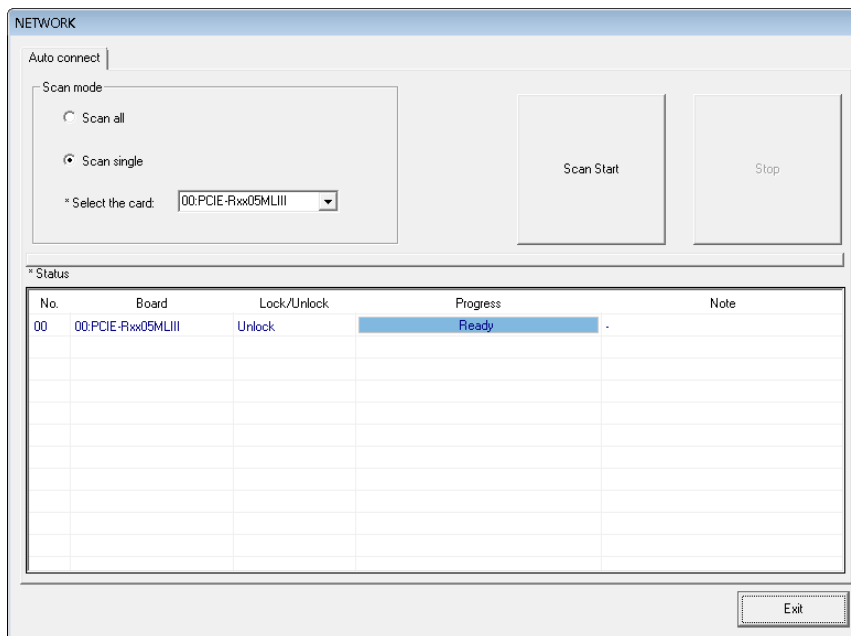 NETWORK
Auto connect
Scan mode
Scan all
Scan single
* Select the card: 00:PCIE-Rxx05MLIII
Scan Start
Stop
* Status
No. Board Lock/Unlock Progress Note
00 00:PCIE-Rxx05MLIII Unlock Ready -
Exit